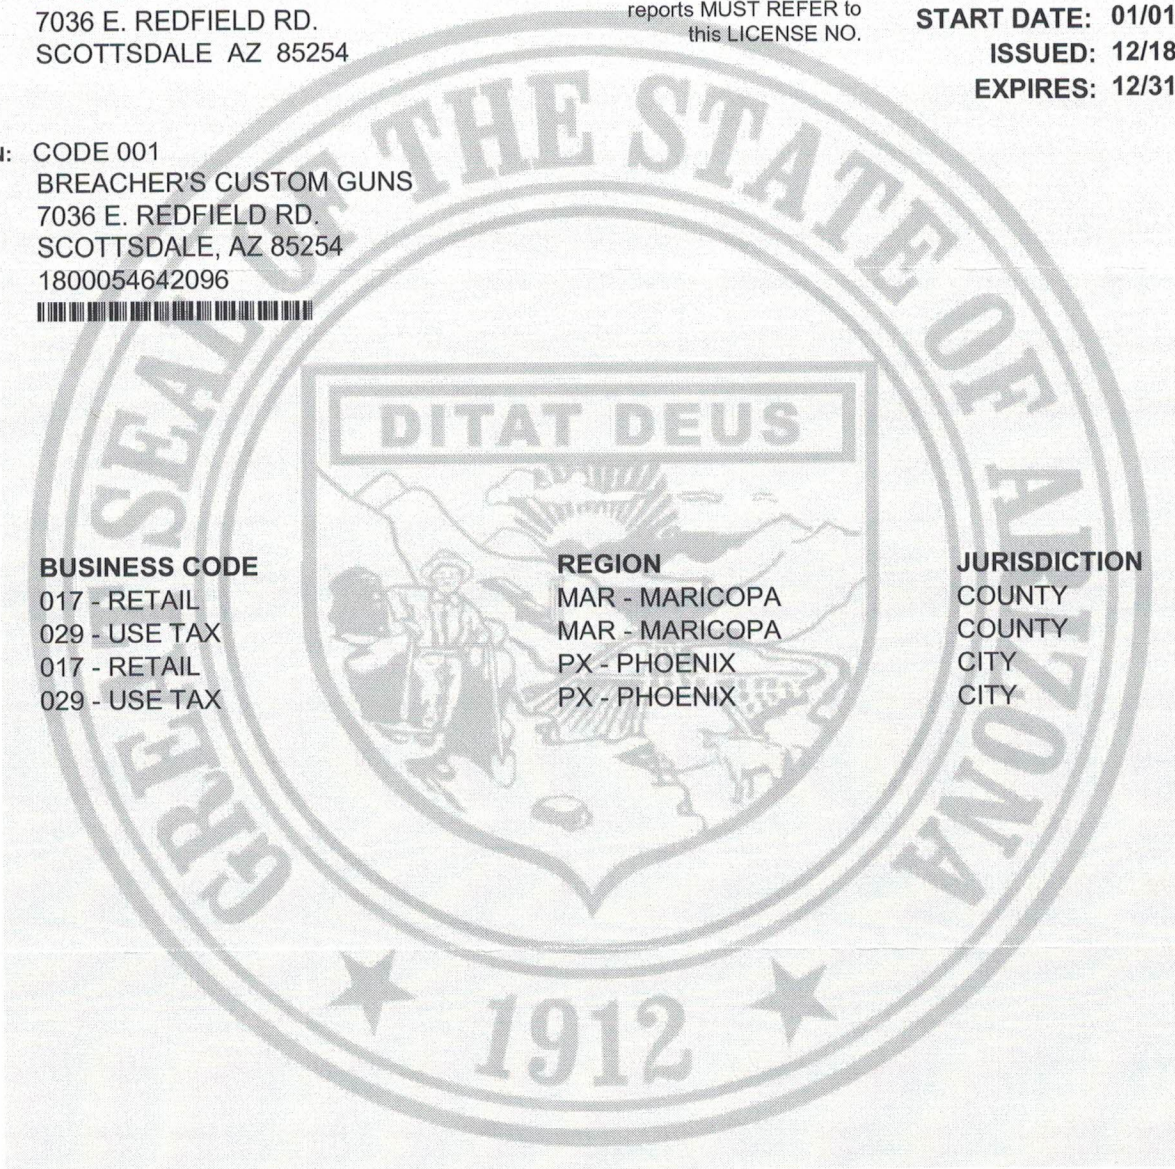 7036 E. REDFIELD RD.
SCOTTSDALE AZ 85254
reports MUST REFER to
this LICENSE NO.
START DATE: 01/01
ISSUED: 12/18
EXPIRES: 12/31
CODE 001
BREACHER'S CUSTOM GUNS
7036 E. REDFIELD RD.
SCOTTSDALE, AZ 85254
1800054642096
GREAT SEAL OF THE STATE OF ARIZONA
DITAT DEUS
BUSINESS CODE REGION JURISDICTION
017 - RETAIL MAR - MARICOPA COUNTY
029 - USE TAX MAR - MARICOPA COUNTY
017 - RETAIL PX - PHOENIX CITY
029 - USE TAX PX - PHOENIX CITY
1912